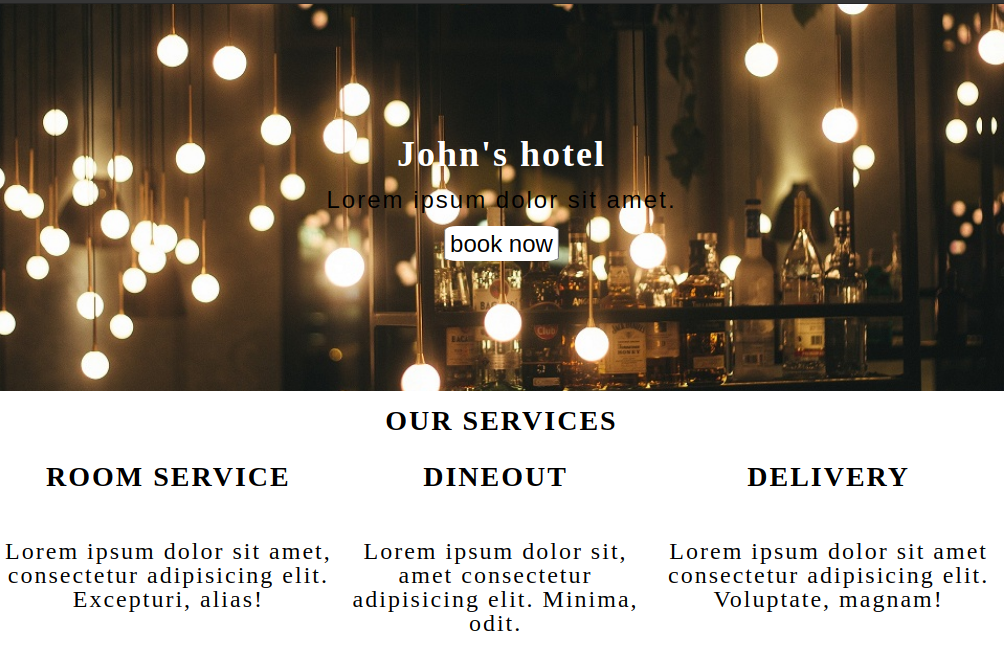 John's hotel
Lorem ipsum dolor sit amet.
book now
OUR SERVICES
ROOM SERVICE
DINEOUT
DELIVERY
Lorem ipsum dolor sit amet,
consectetur adipisicing elit.
Excepturi, alias!
Lorem ipsum dolor sit,
amet consectetur
adipisicing elit. Minima,
odit.
Lorem ipsum dolor sit amet
consectetur adipisicing elit.
Voluptate, magnam!